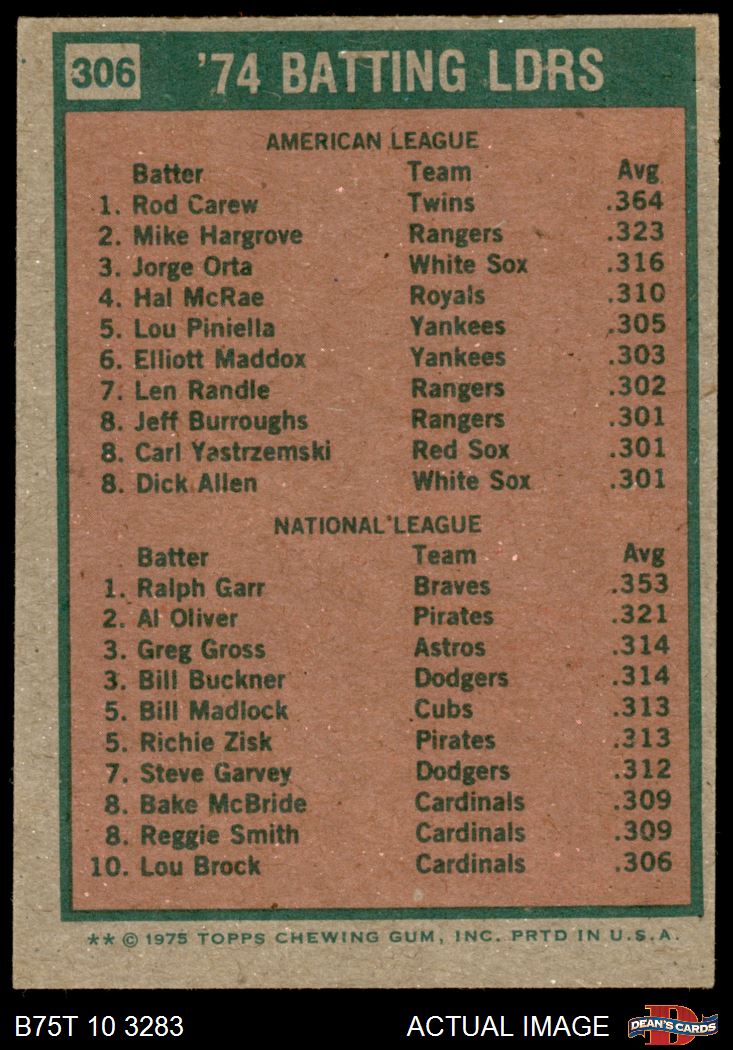 306 '74 BATTING LDRS
AMERICAN LEAGUE
Batter Team Avg
1. Rod Carew Twins .364
2. Mike Hargrove Rangers .323
3. Jorge Orta White Sox .316
4. Hal McRae Royals .310
5. Lou Piniella Yankees .305
6. Elliott Maddox Yankees .303
7. Len Randle Rangers .302
8. Jeff Burroughs Rangers .301
8. Carl Yastrzemski Red Sox .301
8. Dick Allen White Sox .301
NATIONAL LEAGUE
Batter Team Avg
1. Ralph Garr Braves .353
2. Al Oliver Pirates .321
3. Greg Gross Astros .314
3. Bill Buckner Dodgers .314
5. Bill Madlock Cubs .313
5. Richie Zisk Pirates .313
7. Steve Garvey Dodgers .312
8. Bake McBride Cardinals .309
8. Reggie Smith Cardinals .309
10. Lou Brock Cardinals .306
** © 1975 TOPPS CHEWING GUM, INC. PRTD IN U.S.A.
B75T 10 3283 ACTUAL IMAGE D DEAN'S CARDS